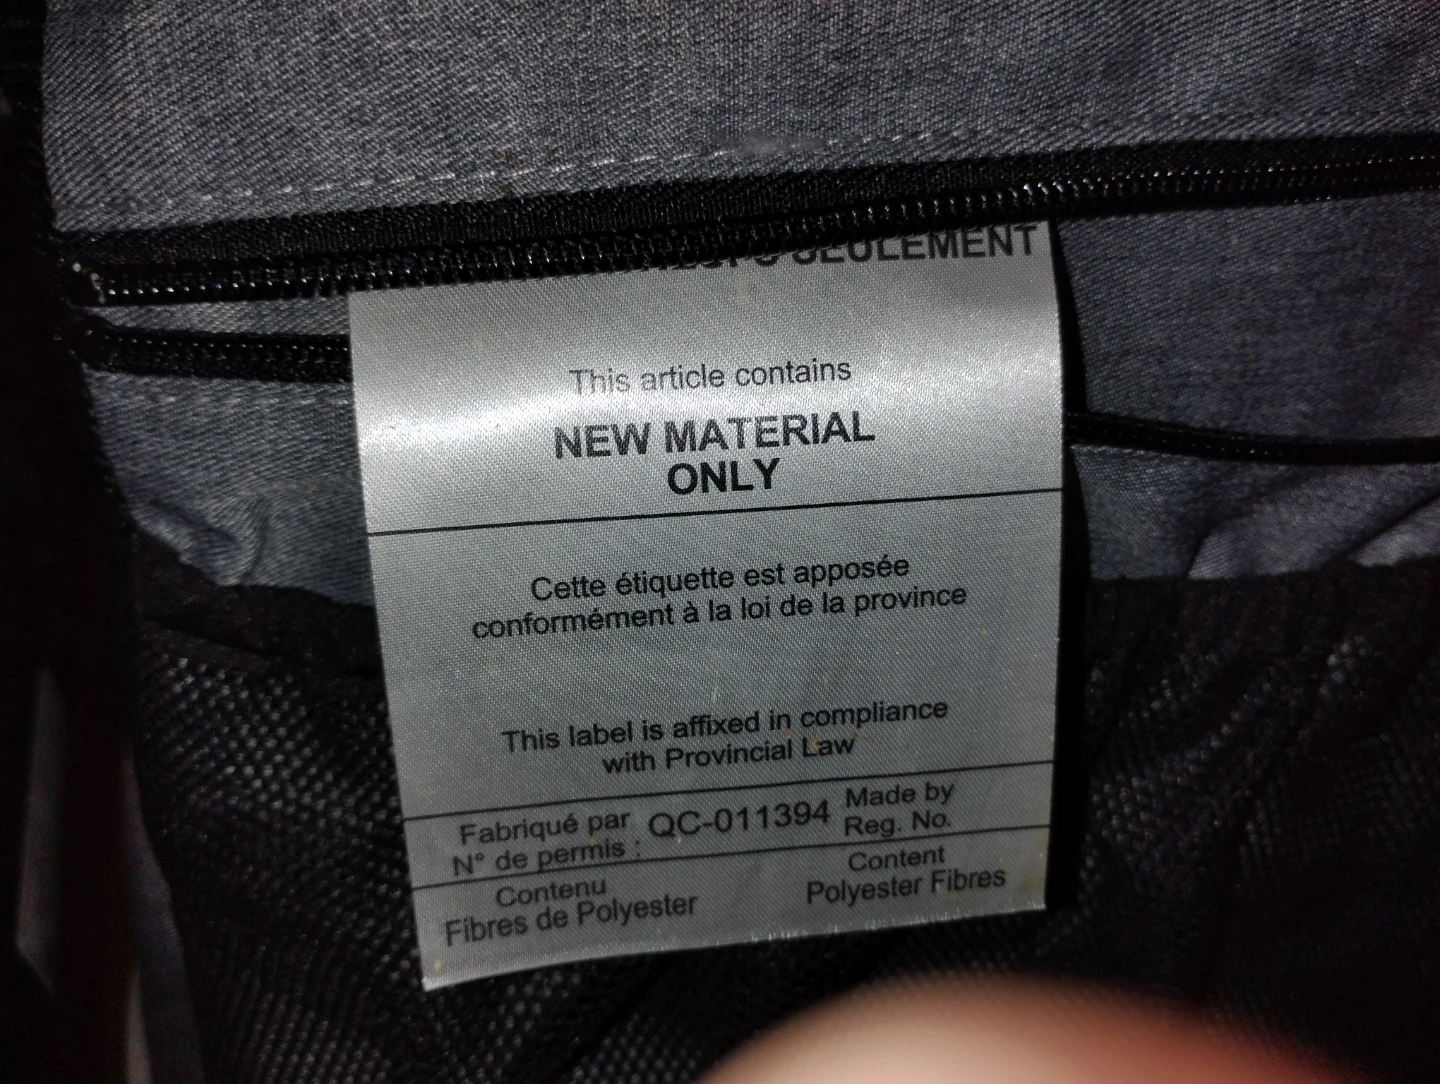 SEULEMENT
This article contains
NEW MATERIAL
ONLY
Cette étiquette est apposée
conformément à la loi de la province
This label is affixed in compliance
with Provincial Law
Fabriqué par
N° de permis :
QC-011394
Made by
Reg. No.
Contenu
Fibres de Polyester
Content
Polyester Fibres